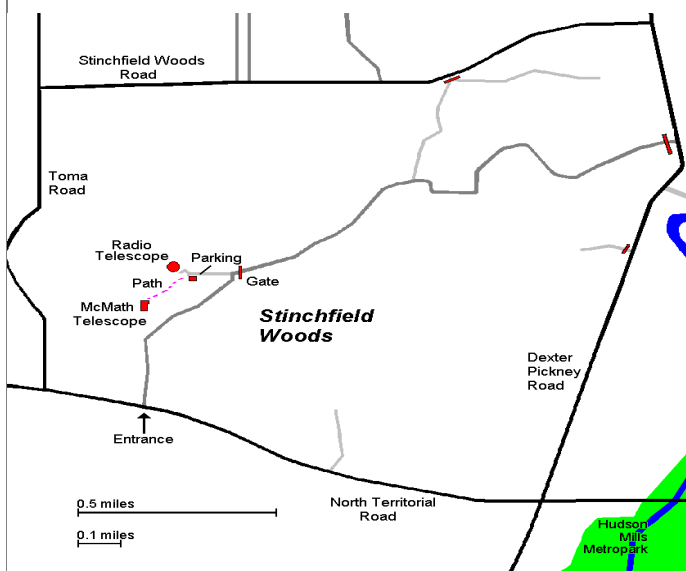 Stinchfield Woods
Road
Toma
Road
Radio
Telescope
Parking
Path
Gate
McMath
Telescope
Stinchfield
Woods
Dexter
Pickney
Road
Entrance
0.5 miles
0.1 miles
North Territorial
Road
Hudson
Mills
Metropark